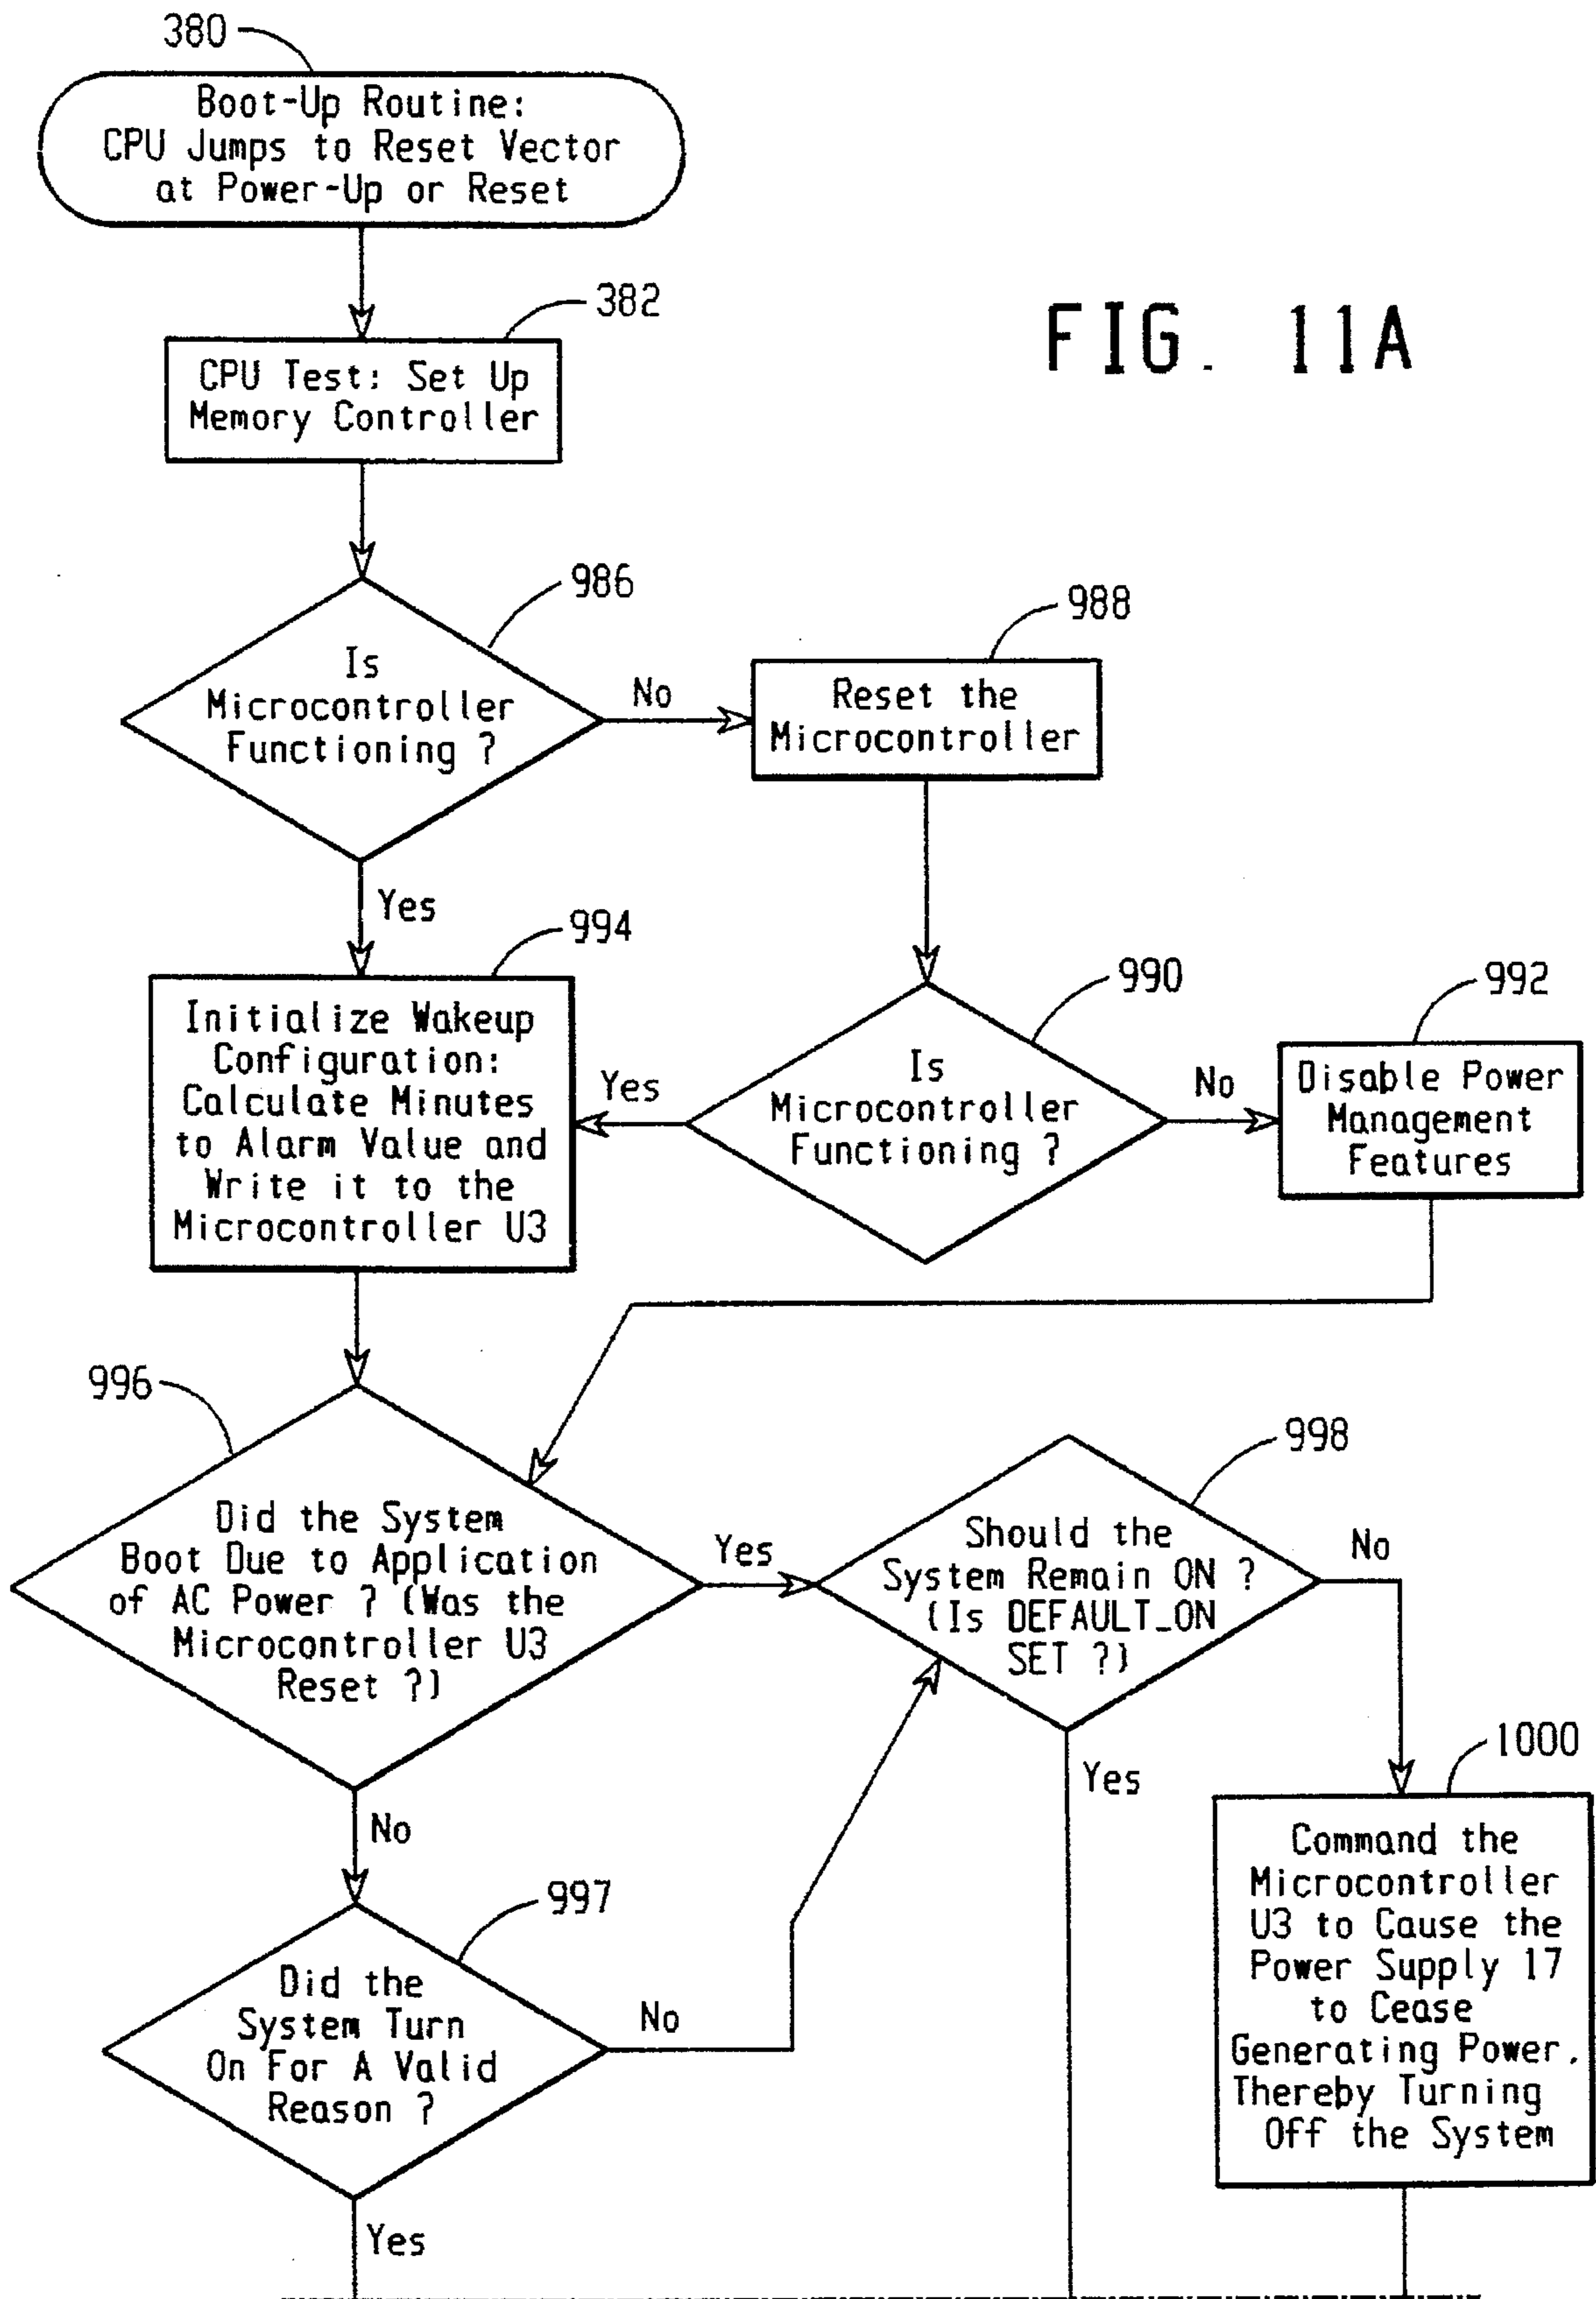 380
Boot-Up Routine:
CPU Jumps to Reset Vector
at Power-Up or Reset
382
CPU Test: Set Up
Memory Controller
FIG. 11A
986
Is
Microcontroller
Functioning ?
No
988
Reset the
Microcontroller
Yes
994
Initialize Wakeup
Configuration:
Calculate Minutes
to Alarm Value and
Write it to the
Microcontroller U3
Yes
990
Is
Microcontroller
Functioning ?
No
992
Disable Power
Management
Features
996
Did the System
Boot Due to Application
of AC Power ? (Was the
Microcontroller U3
Reset ?)
Yes
998
Should the
System Remain ON ?
(Is DEFAULT_ON
SET ?)
No
Yes
1000
Command the
Microcontroller
U3 to Cause the
Power Supply 17
to Cease
Generating Power,
Thereby Turning
Off the System
No
997
Did the
System Turn
On For A Valid
Reason ?
No
Yes